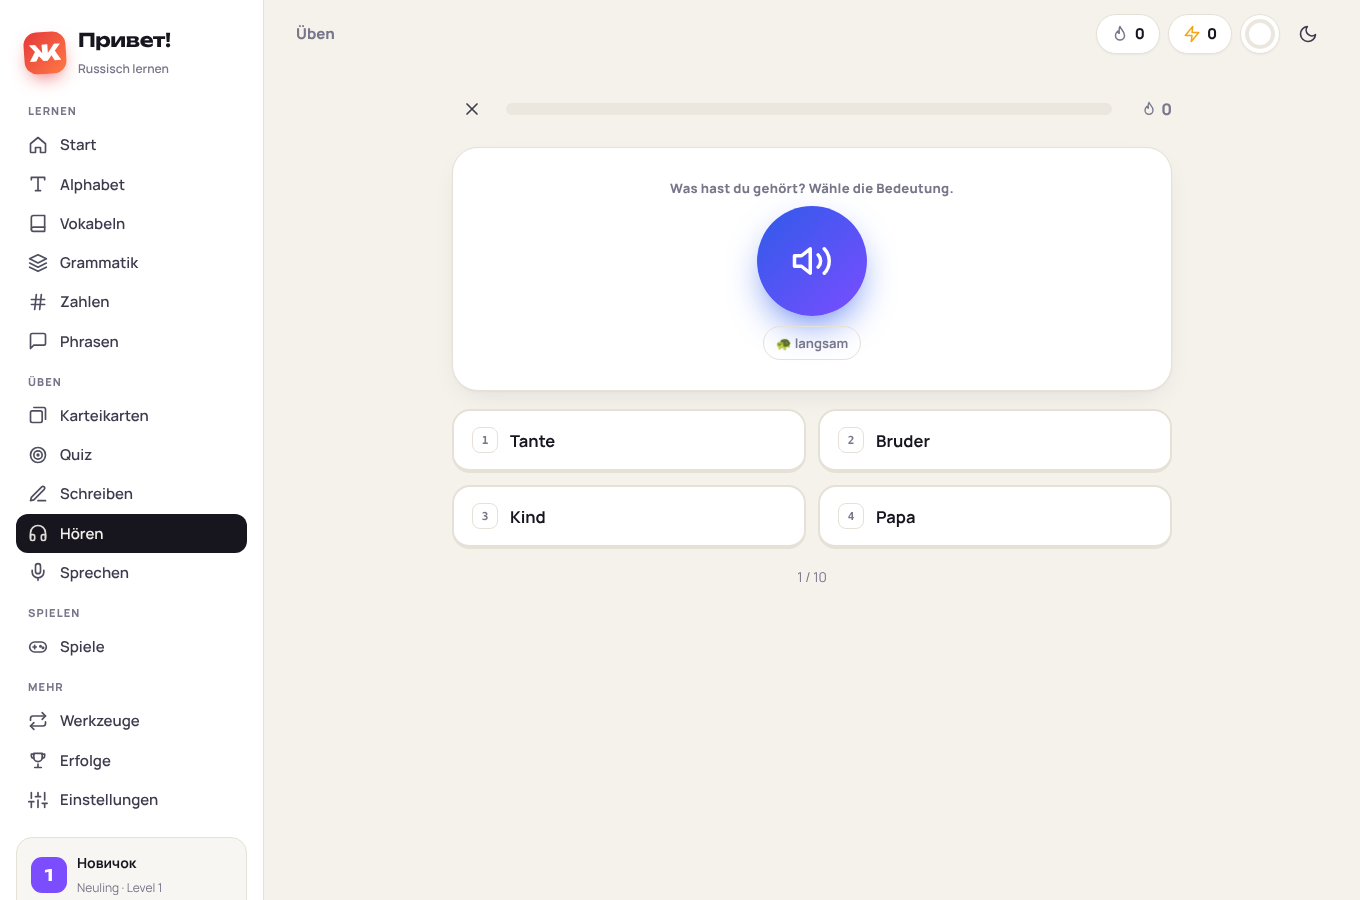 Ж
Привет!
Russisch lernen
LERNEN
Start
Alphabet
Vokabeln
Grammatik
Zahlen
Phrasen
ÜBEN
Karteikarten
Quiz
Schreiben
Hören
Sprechen
SPIELEN
Spiele
MEHR
Werkzeuge
Erfolge
Einstellungen
1
Новичок
Neuling · Level 1
Üben
0
0
0
Was hast du gehört? Wähle die Bedeutung.
🐢 langsam
1 Tante
2 Bruder
3 Kind
4 Papa
1 / 10